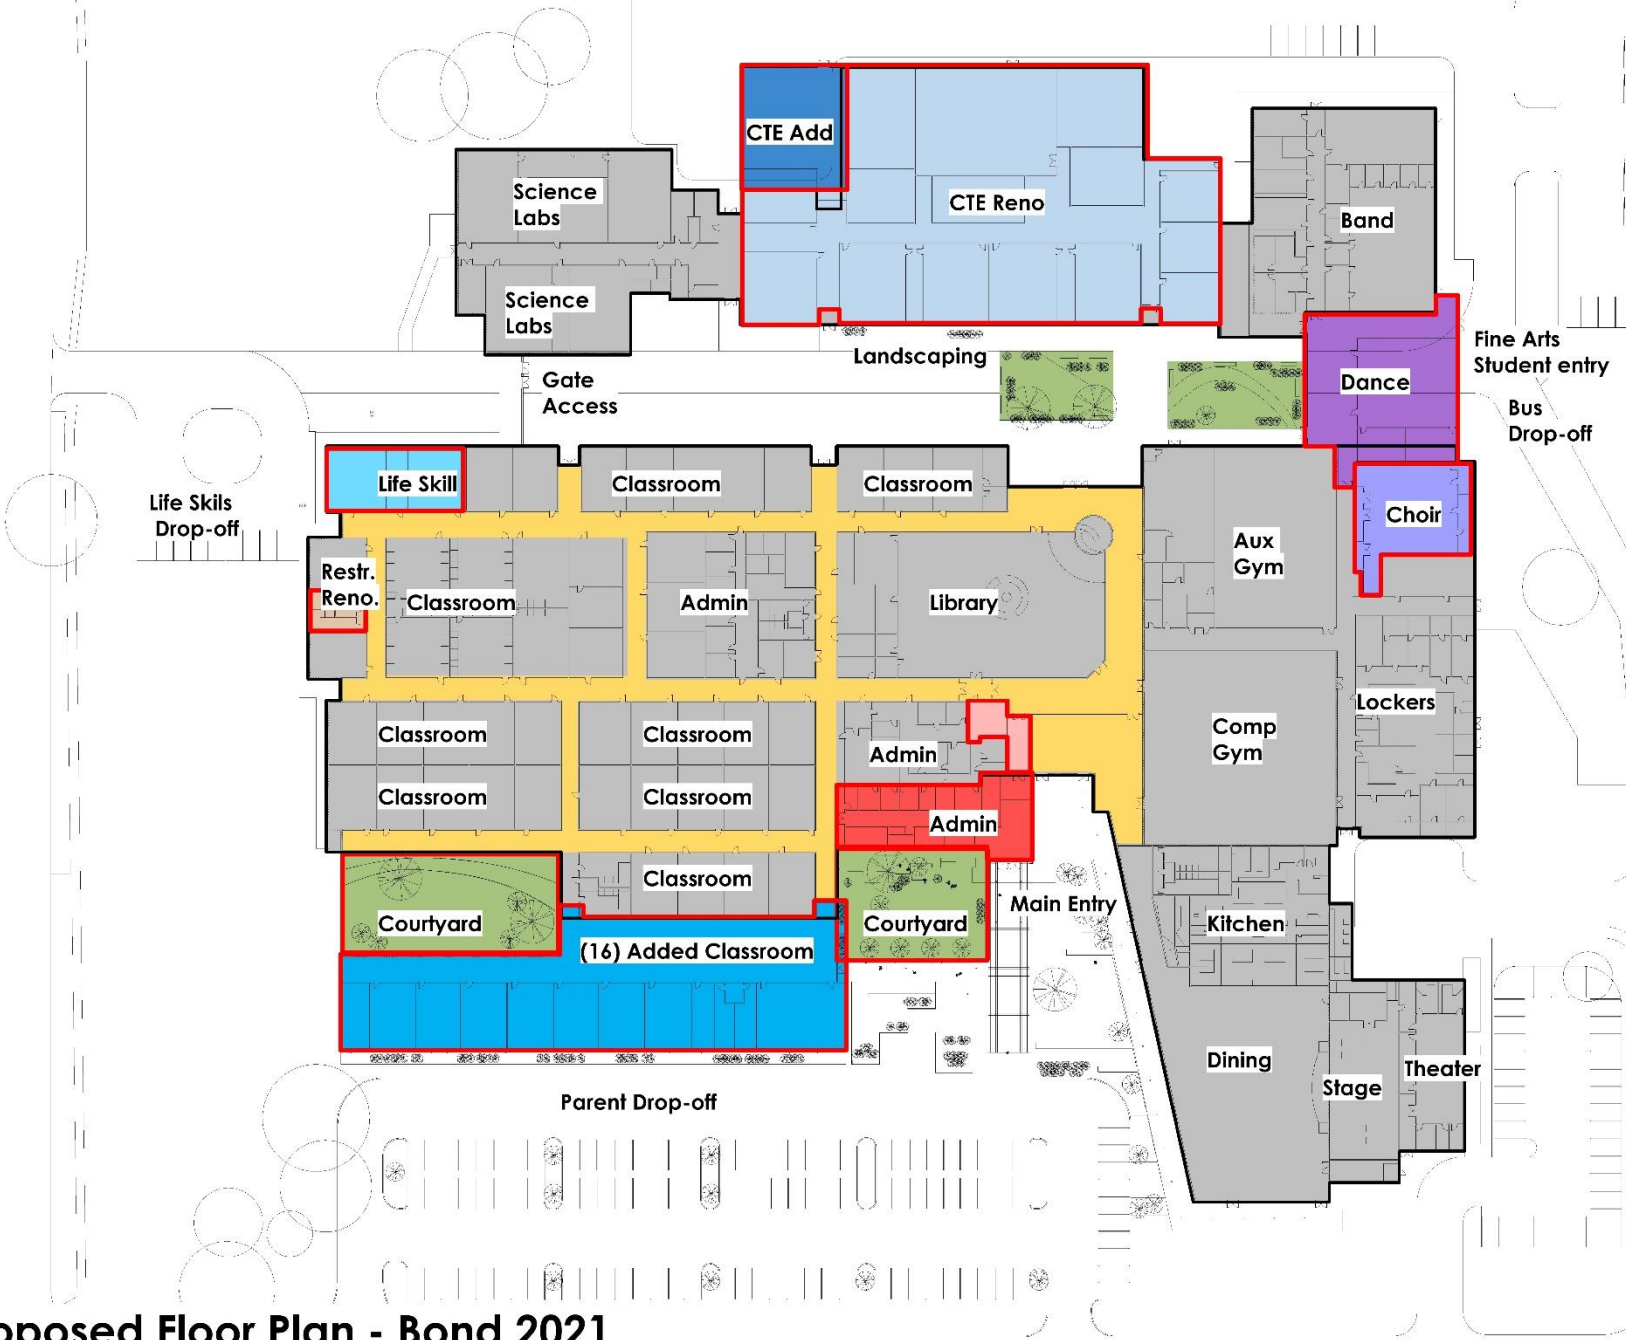 CTE Add
Science
Labs
CTE Reno
Band
Science
Labs
Landscaping
Fine Arts
Student entry
Gate
Access
Dance
Bus
Drop-off
Life Skill
Classroom
Classroom
Life Skils
Drop-off
Choir
Aux
Gym
Restr.
Reno.
Classroom
Admin
Library
Lockers
Classroom
Classroom
Admin
Comp
Gym
Classroom
Classroom
Admin
Classroom
Main Entry
Courtyard
Courtyard
Kitchen
(16) Added Classroom
Dining
Stage
Theater
Parent Drop-off
oposed Floor Plan - Bond 2021